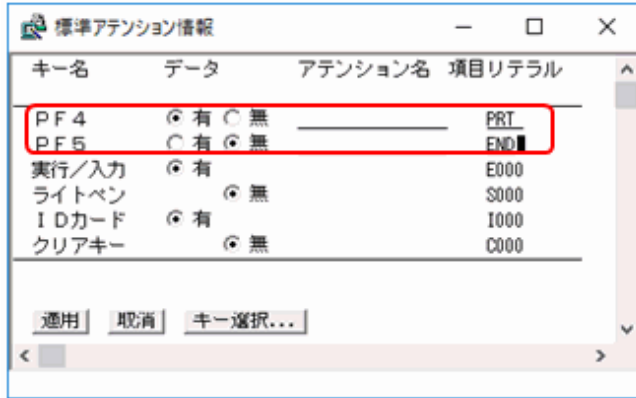 標準アテンション情報
キー名 データ アテンション名 項目リテラル
PF4 有 無 PRT
PF5 有 無 END
実行/入力 有 E000
ライトペン 無 S000
IDカード 有 I000
クリアキー 無 C000
適用 取消 キー選択...